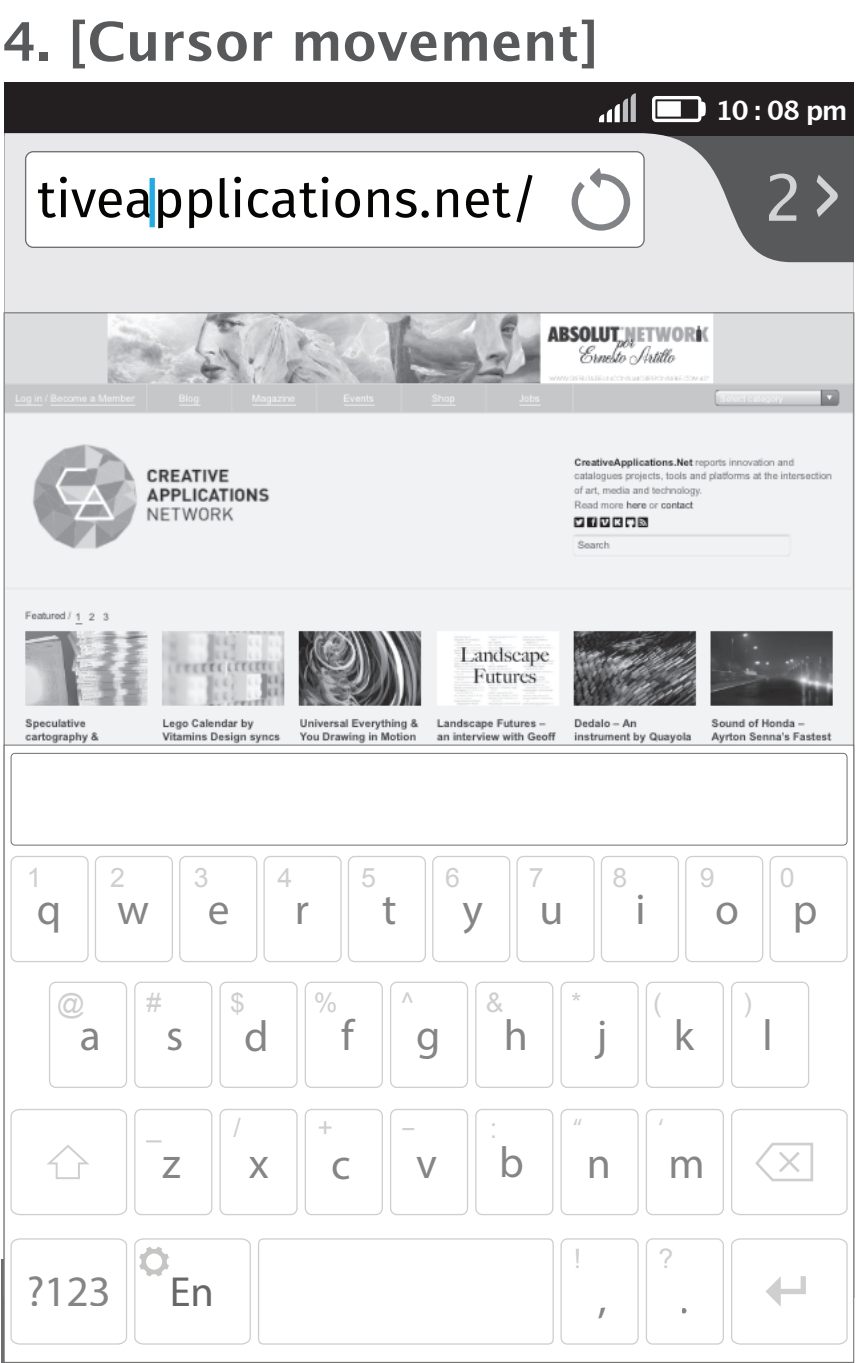 4. [Cursor movement]
10:08 pm
tiveapplications.net/
2
ABSOLUT NETWORK
por
Ernesto Artillo
Log in / Become a Member Blog Magazine Events Shop Jobs Select category
CREATIVE
APPLICATIONS
NETWORK
CreativeApplications.Net reports innovation and
catalogues projects, tools and platforms at the intersection
of art, media and technology.
Read more here or contact
Search
Featured / 1 2 3
Landscape
Futures
Speculative
cartography &
Lego Calendar by
Vitamins Design syncs
Universal Everything &
You Drawing in Motion
Landscape Futures –
an interview with Geoff
Dedalo – An
instrument by Quayola
Sound of Honda –
Ayrton Senna's Fastest
1 2 3 4 5 6 7 8 9 0
q w e r t y u i o p
@ # $ % ^ & * ( )
a s d f g h j k l
_ / + – : “ ‘
z x c v b n m
! ?
?123 En , .